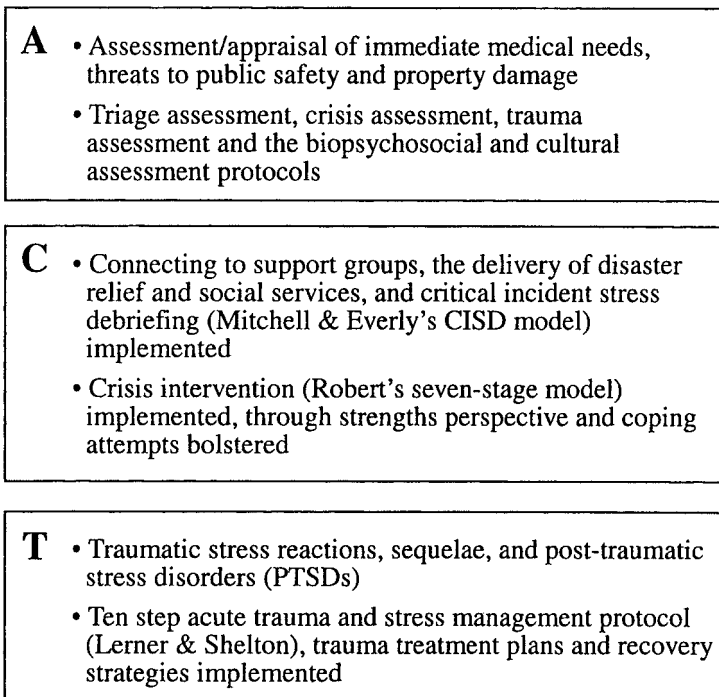 A • Assessment/appraisal of immediate medical needs,
threats to public safety and property damage
• Triage assessment, crisis assessment, trauma
assessment and the biopsychosocial and cultural
assessment protocols
C • Connecting to support groups, the delivery of disaster
relief and social services, and critical incident stress
debriefing (Mitchell & Everly's CISD model)
implemented
• Crisis intervention (Robert's seven-stage model)
implemented, through strengths perspective and coping
attempts bolstered
T • Traumatic stress reactions, sequelae, and post-traumatic
stress disorders (PTSDs)
• Ten step acute trauma and stress management protocol
(Lerner & Shelton), trauma treatment plans and recovery
strategies implemented